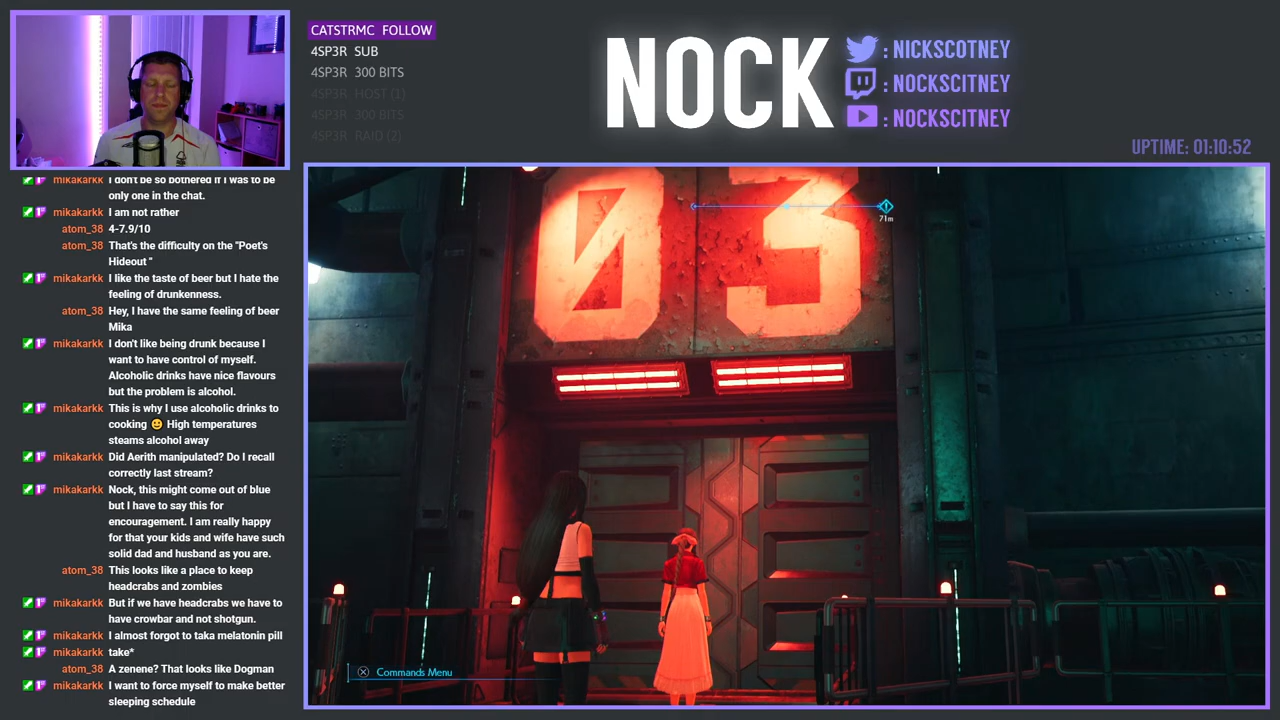 CATSTRMC FOLLOW
4SP3R SUB
4SP3R 300 BITS
4SP3R HOST (1)
4SP3R 300 BITS
4SP3R RAID (2)
NOCK
: NICKSCOTNEY
: NOCKSCITNEY
: NOCKSCITNEY
UPTIME: 01:10:52
mikakarkk I don't be so bothered if I was to be
only one in the chat.
mikakarkk I am not rather
atom_38 4-7.9/10
atom_38 That's the difficulty on the "Poet's
Hideout "
mikakarkk I like the taste of beer but I hate the
feeling of drunkenness.
atom_38 Hey, I have the same feeling of beer
Mika
mikakarkk I don't like being drunk because I
want to have control of myself.
Alcoholic drinks have nice flavours
but the problem is alcohol.
mikakarkk This is why I use alcoholic drinks to
cooking 😀 High temperatures
steams alcohol away
mikakarkk Did Aerith manipulated? Do I recall
correctly last stream?
mikakarkk Nock, this might come out of blue
but I have to say this for
encouragement. I am really happy
for that your kids and wife have such
solid dad and husband as you are.
atom_38 This looks like a place to keep
headcrabs and zombies
mikakarkk But if we have headcrabs we have to
have crowbar and not shotgun.
mikakarkk I almost forgot to taka melatonin pill
mikakarkk take*
atom_38 A zenene? That looks like Dogman
mikakarkk I want to force myself to make better
sleeping schedule
03
71m
Commands Menu